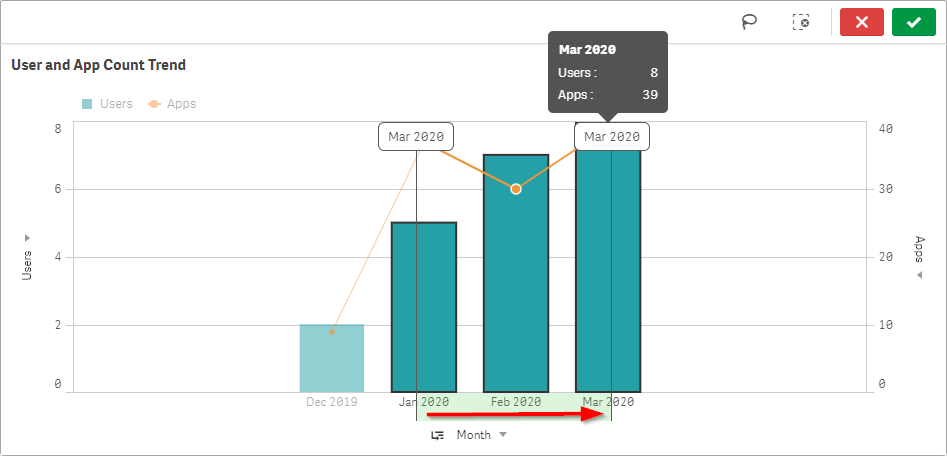 Mar 2020
Users : 8
Apps : 39
User and App Count Trend
Users Apps
8 40
Mar 2020 Mar 2020
6 30
4 20
2 10
0 0
Users
Apps
Dec 2019 Jan 2020 Feb 2020 Mar 2020
Month